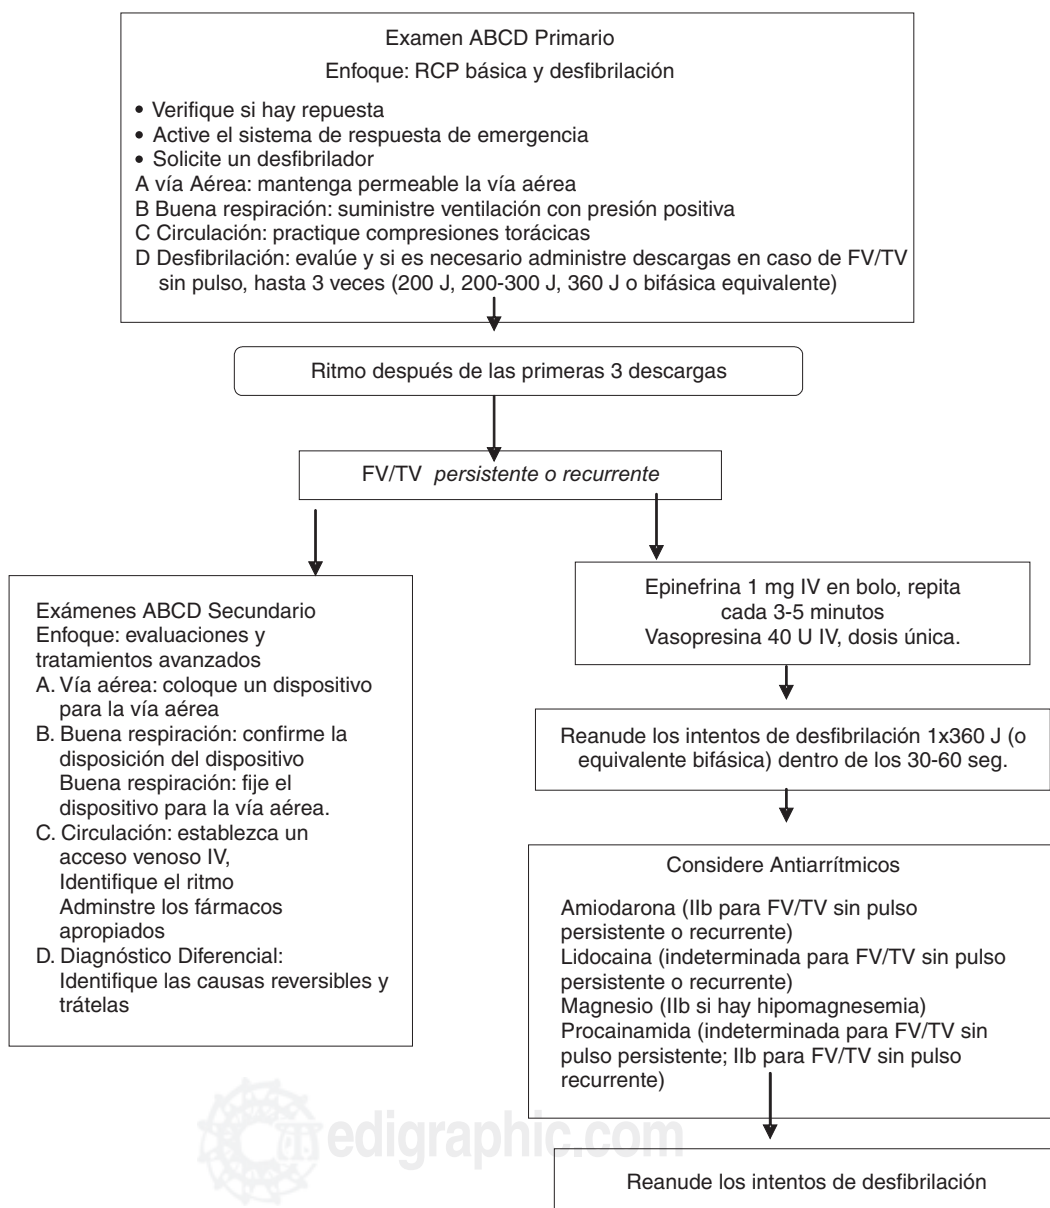 Examen ABCD Primario
Enfoque: RCP básica y desfibrilación
• Verifique si hay repuesta
• Active el sistema de respuesta de emergencia
• Solicite un desfibrilador
A vía Aérea: mantenga permeable la vía aérea
B Buena respiración: suministre ventilación con presión positiva
C Circulación: practique compresiones torácicas
D Desfibrilación: evalúe y si es necesario administre descargas en caso de FV/TV
sin pulso, hasta 3 veces (200 J, 200-300 J, 360 J o bifásica equivalente)
Ritmo después de las primeras 3 descargas
FV/TV persistente o recurrente
Exámenes ABCD Secundario
Enfoque: evaluaciones y
tratamientos avanzados
A. Vía aérea: coloque un dispositivo
para la vía aérea
B. Buena respiración: confirme la
disposición del dispositivo
Buena respiración: fije el
dispositivo para la vía aérea.
C. Circulación: establezca un
acceso venoso IV,
Identifique el ritmo
Adminstre los fármacos
apropiados
D. Diagnóstico Diferencial:
Identifique las causas reversibles y
trátelas
Epinefrina 1 mg IV en bolo, repita
cada 3-5 minutos
Vasopresina 40 U IV, dosis única.
Reanude los intentos de desfibrilación 1x360 J (o
equivalente bifásica) dentro de los 30-60 seg.
Considere Antiarrítmicos
Amiodarona (IIb para FV/TV sin pulso
persistente o recurrente)
Lidocaina (indeterminada para FV/TV sin pulso
persistente o recurrente)
Magnesio (IIb si hay hipomagnesemia)
Procainamida (indeterminada para FV/TV sin
pulso persistente; IIb para FV/TV sin pulso
recurrente)
edigraphic.com
Reanude los intentos de desfibrilación